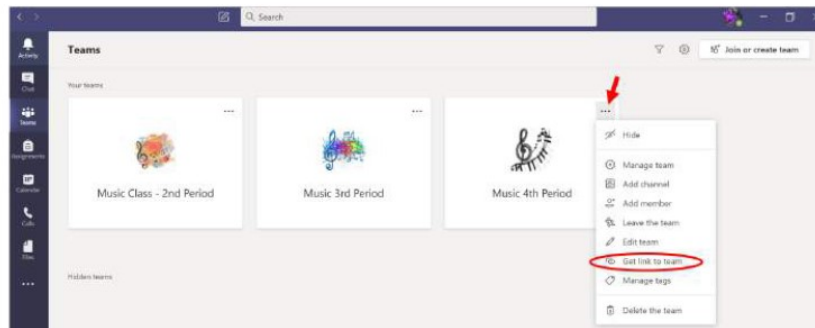 Search
Activity
Teams
Join or create team
Chat
Your teams
Teams
Assignments
Calendar
Calls
Files
Music Class - 2nd Period
Music 3rd Period
Music 4th Period
Hide
Manage team
Add channel
Add member
Leave the team
Edit team
Get link to team
Manage tags
Delete the team
Hidden teams